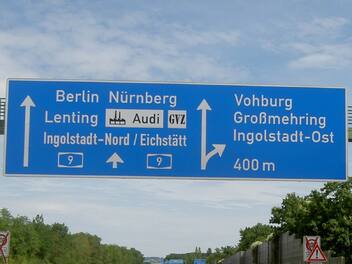 Berlin Nürnberg
Lenting Audi GVZ
Ingolstadt-Nord / Eichstätt
9 9
Vohburg
Großmehring
Ingolstadt-Ost
400 m